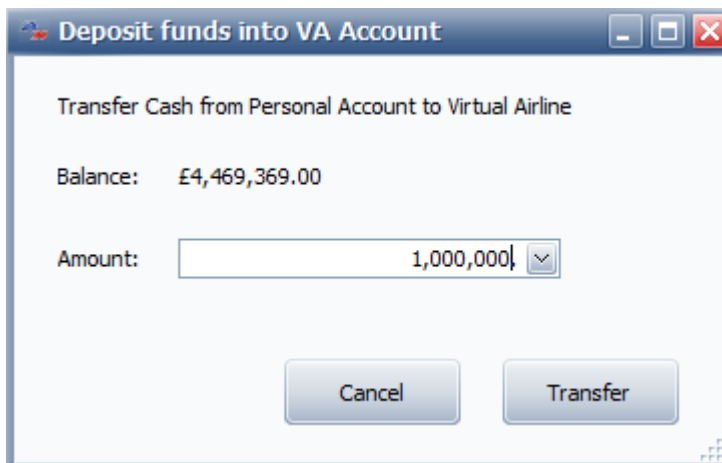 Deposit funds into VA Account
Transfer Cash from Personal Account to Virtual Airline
Balance: £4,469,369.00
Amount: 1,000,000.
Cancel Transfer